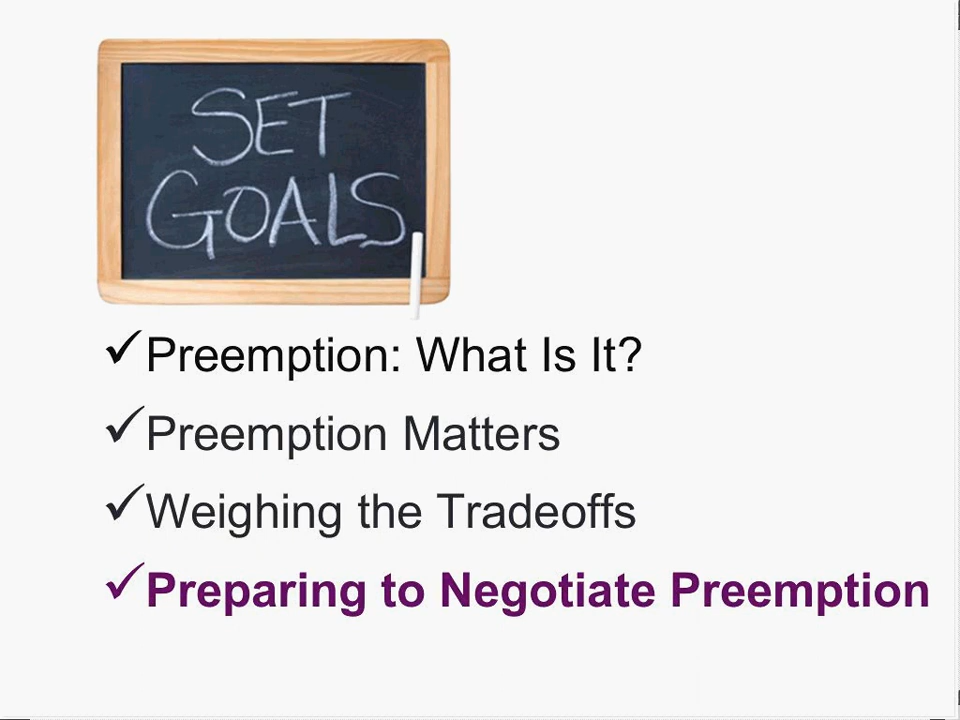 SET
GOALS
Preemption: What Is It?
Preemption Matters
Weighing the Tradeoffs
Preparing to Negotiate Preemption